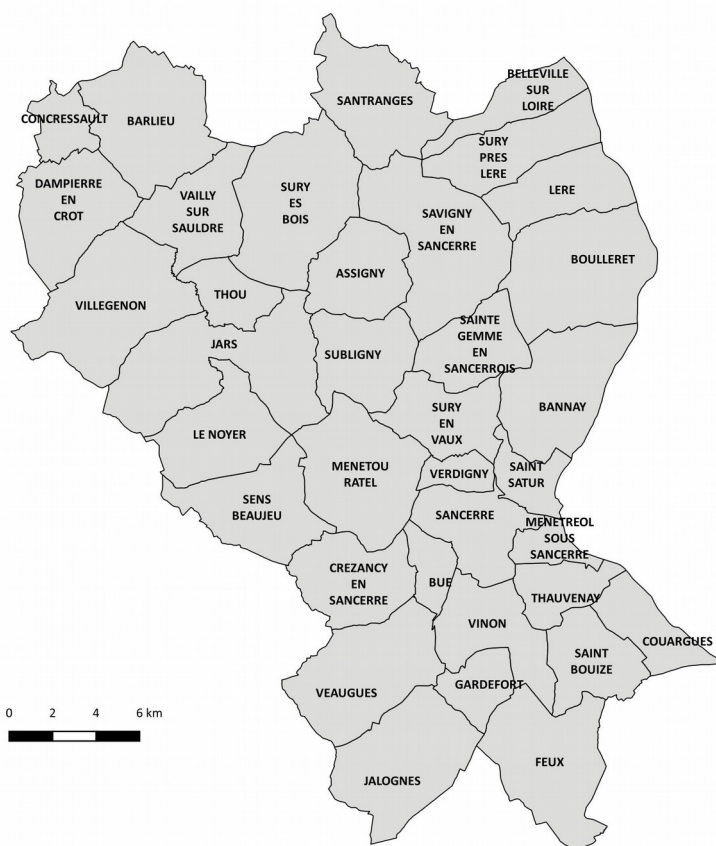 BELLEVILLE
SUR
LOIRE
SANTRANGES
CONCRESSAULT
BARLIEU
SURY
PRES
LERE
DAMPIERRE
EN
CROT
VAILLY
SUR
SAULDRE
SURY
ES
BOIS
LERE
SAVIGNY
EN
SANCERRE
BOULLERET
ASSIGNY
THOU
VILLEGENON
SAINTE
GEMME
EN
SANCERROIS
JARS
SUBLIGNY
SURY
EN
VAUX
BANNAY
LE NOYER
MENETOU
RATEL
VERDIGNY
SAINT
SATUR
SENS
BEAUJEU
SANCERRE
MENETREOL
SOUS
SANCERRE
CREZANCY
EN
SANCERRE
BUE
THAUVENAY
VINON
COUARGUES
SAINT
BOUIZE
VEAUGUES
GARDEFORT
0 2 4 6 km
FEUX
JALOGNES